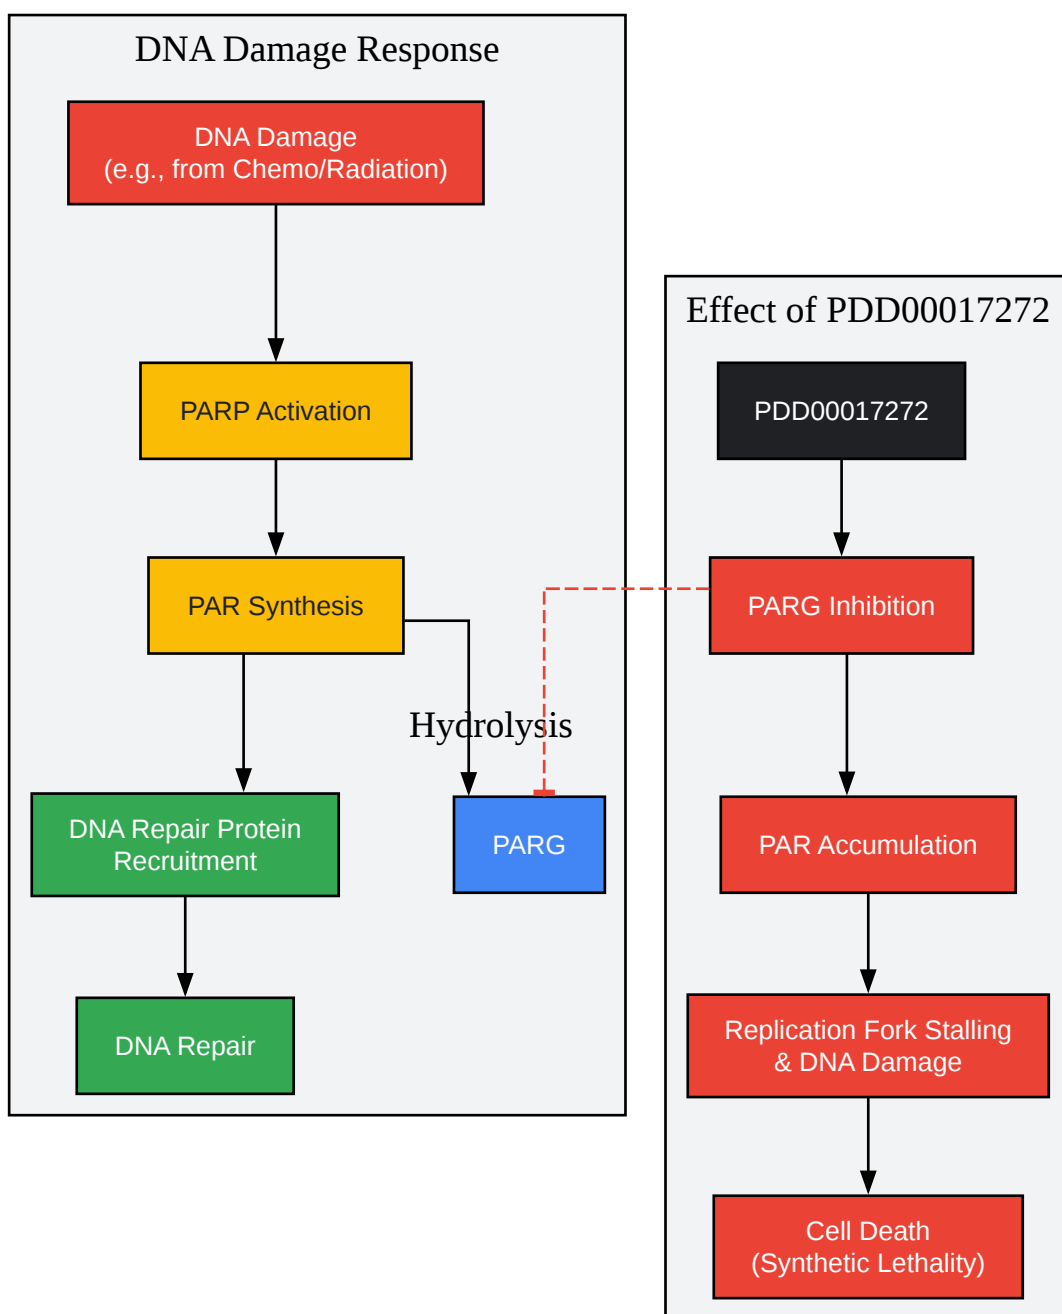 DNA Damage Response
DNA Damage
(e.g., from Chemo/Radiation)
PARP Activation
PAR Synthesis
Hydrolysis
DNA Repair Protein
Recruitment
PARG
DNA Repair
Effect of PDD00017272
PDD00017272
PARG Inhibition
PAR Accumulation
Replication Fork Stalling
& DNA Damage
Cell Death
(Synthetic Lethality)